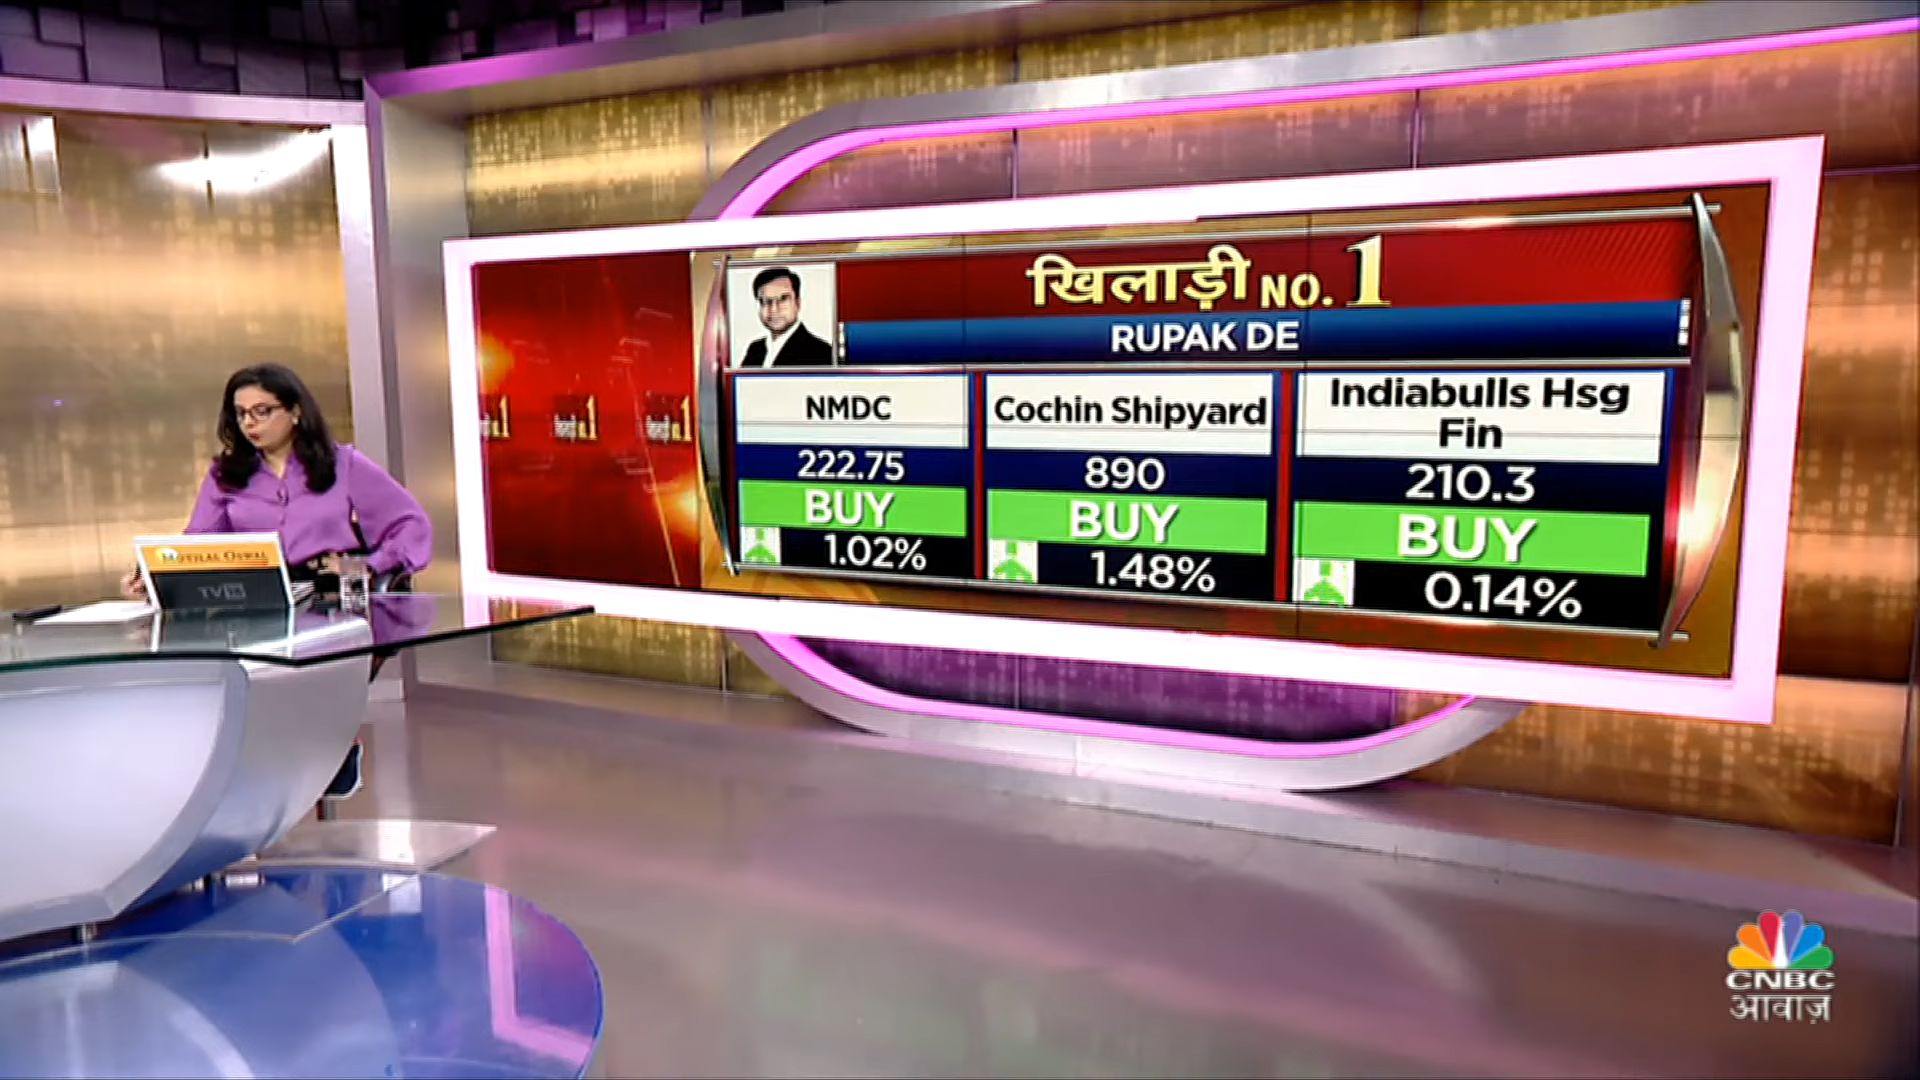 खिलाड़ी NO. 1
RUPAK DE
NMDC
222.75
BUY
1.02%
Cochin Shipyard
890
BUY
1.48%
Indiabulls Hsg
Fin
210.3
BUY
0.14%
MOTILAL OSWAL
CNBC
आवाज़